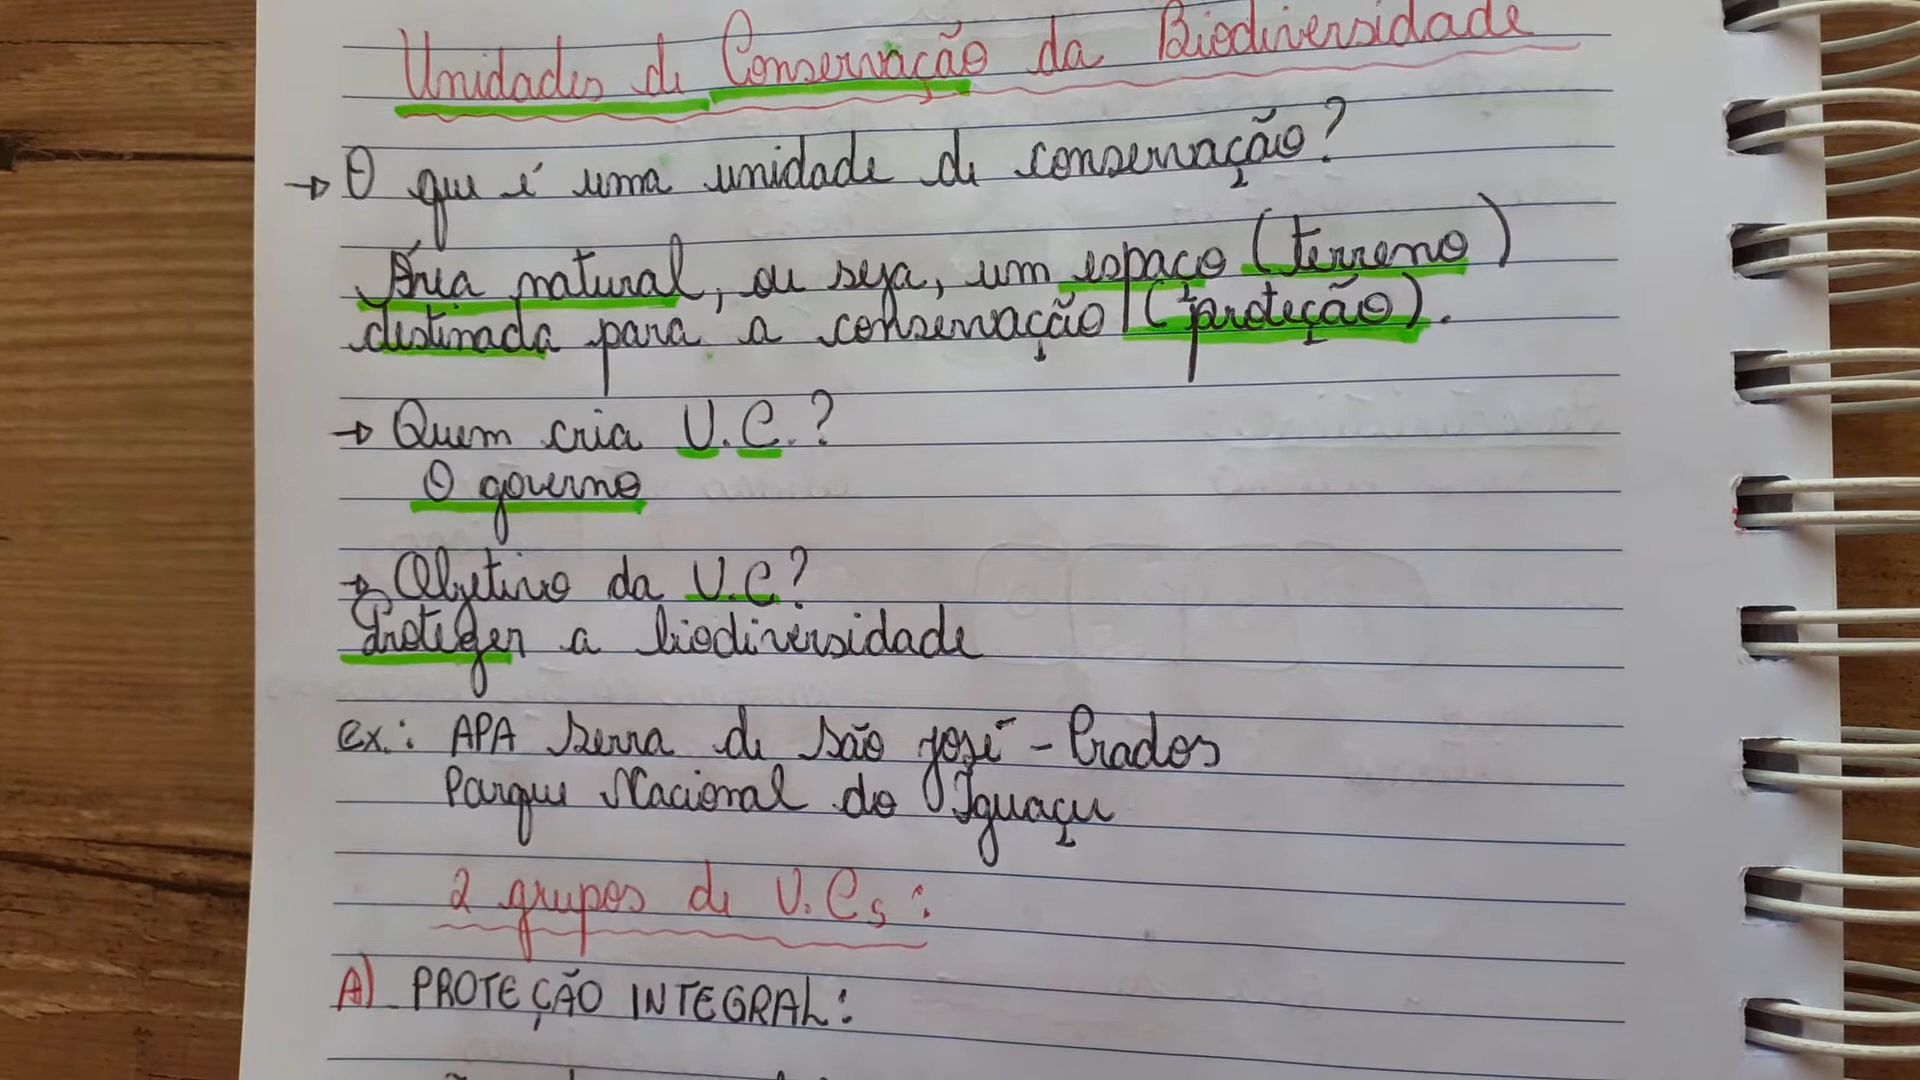 Unidades de Conservação da Biodiversidade
→ O que é uma unidade de conservação?
Área natural, ou seja, um espaço (terreno)
destinada para a conservação (proteção).
→ Quem cria U.C.?
O governo
→ Objetivo da U.C?
Proteger a biodiversidade
ex.: APA Serra de São José - Prados
Parque Nacional do Iguaçu
2 grupos de U.Cs:
A) PROTEÇÃO INTEGRAL: